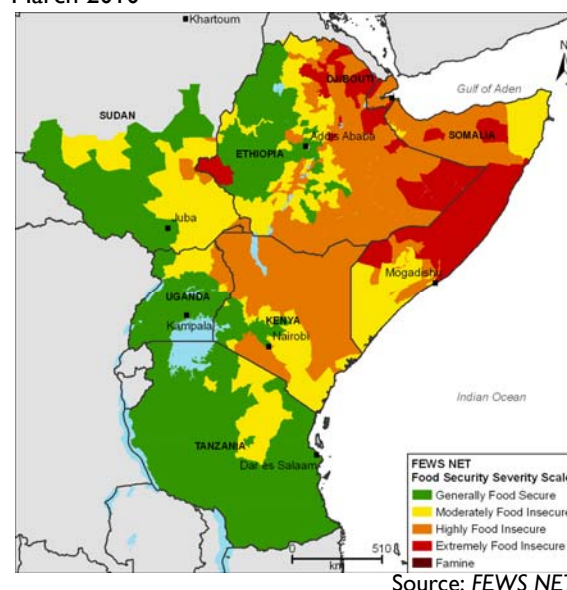 March 2010
Khartoum
N
DJIBOUTI
Gulf of Aden
SUDAN
SOMALIA
Addis Ababa
ETHIOPIA
Juba
Mogadishu
UGANDA
Kampala
KENYA
Nairobi
Indian Ocean
TANZANIA
Dar es Salaam
FEWS NET
Food Security Severity Scale
Generally Food Secure
Moderately Food Insecure
Highly Food Insecure
Extremely Food Insecure
Famine
0 510
km
Source: FEWS NET